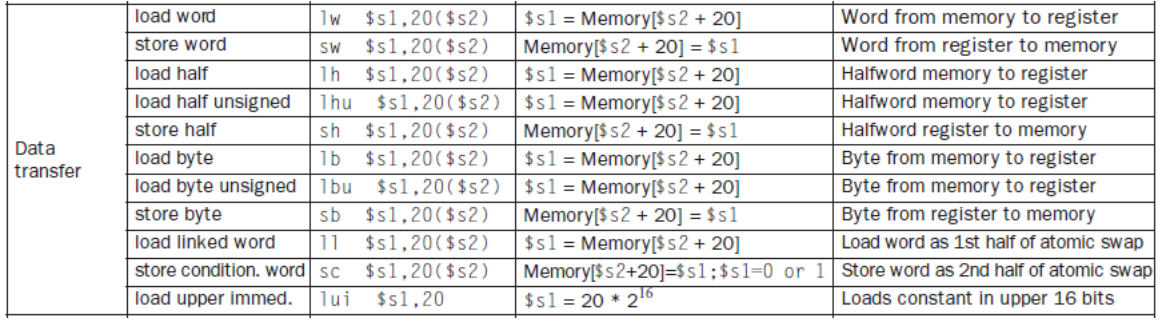 Data
transfer
load word lw $s1,20($s2) $s1 = Memory[$s2 + 20] Word from memory to register
store word sw $s1,20($s2) Memory[$s2 + 20] = $s1 Word from register to memory
load half lh $s1,20($s2) $s1 = Memory[$s2 + 20] Halfword memory to register
load half unsigned lhu $s1,20($s2) $s1 = Memory[$s2 + 20] Halfword memory to register
store half sh $s1,20($s2) Memory[$s2 + 20] = $s1 Halfword register to memory
load byte lb $s1,20($s2) $s1 = Memory[$s2 + 20] Byte from memory to register
load byte unsigned lbu $s1,20($s2) $s1 = Memory[$s2 + 20] Byte from memory to register
store byte sb $s1,20($s2) Memory[$s2 + 20] = $s1 Byte from register to memory
load linked word ll $s1,20($s2) $s1 = Memory[$s2 + 20] Load word as 1st half of atomic swap
store condition. word sc $s1,20($s2) Memory[$s2+20]=$s1;$s1=0 or 1 Store word as 2nd half of atomic swap
load upper immed. lui $s1,20 $s1 = 20 * 2¹⁶ Loads constant in upper 16 bits